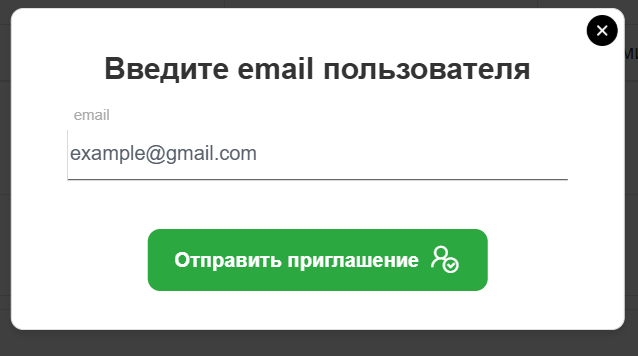 Введите email пользователя
email
example@gmail.com
Отправить приглашение